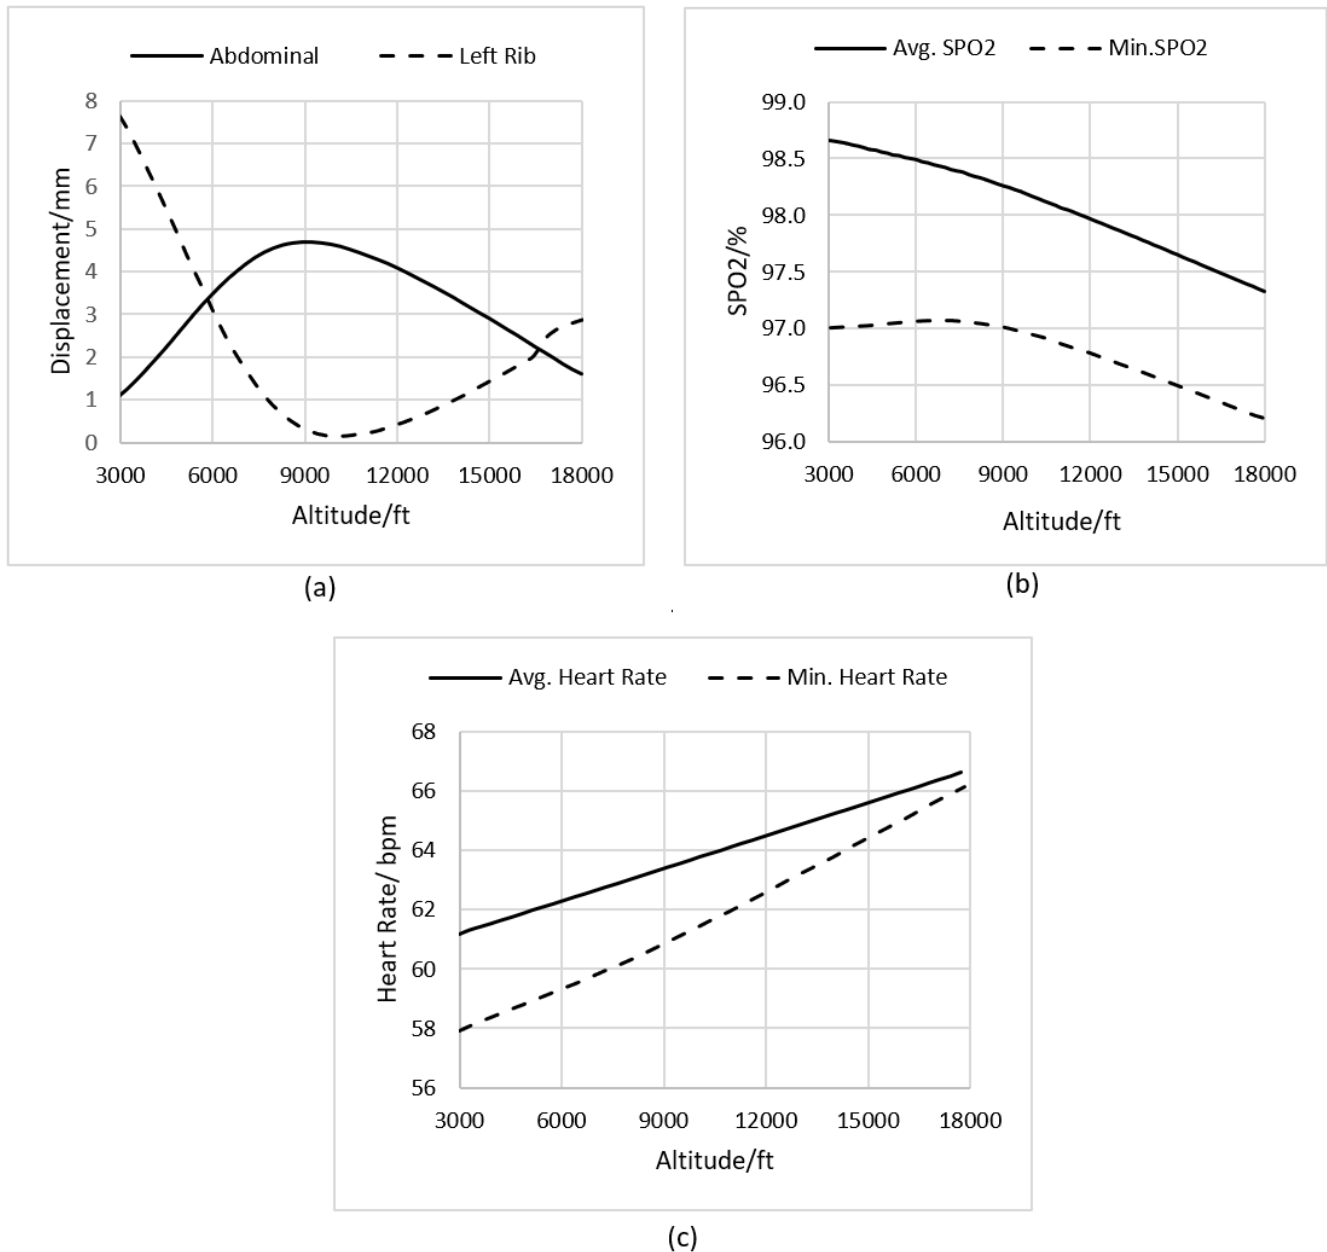 Abdominal Left Rib
8
7
6
5
4
3
2
1
0
Displacement/mm
3000 6000 9000 12000 15000 18000
Altitude/ft
(a)
Avg. SPO2 Min.SPO2
99.0
98.5
98.0
97.5
97.0
96.5
96.0
SPO2/%
3000 6000 9000 12000 15000 18000
Altitude/ft
(b)
Avg. Heart Rate Min. Heart Rate
68
66
64
62
60
58
56
Heart Rate/ bpm
3000 6000 9000 12000 15000 18000
Altitude/ft
(c)